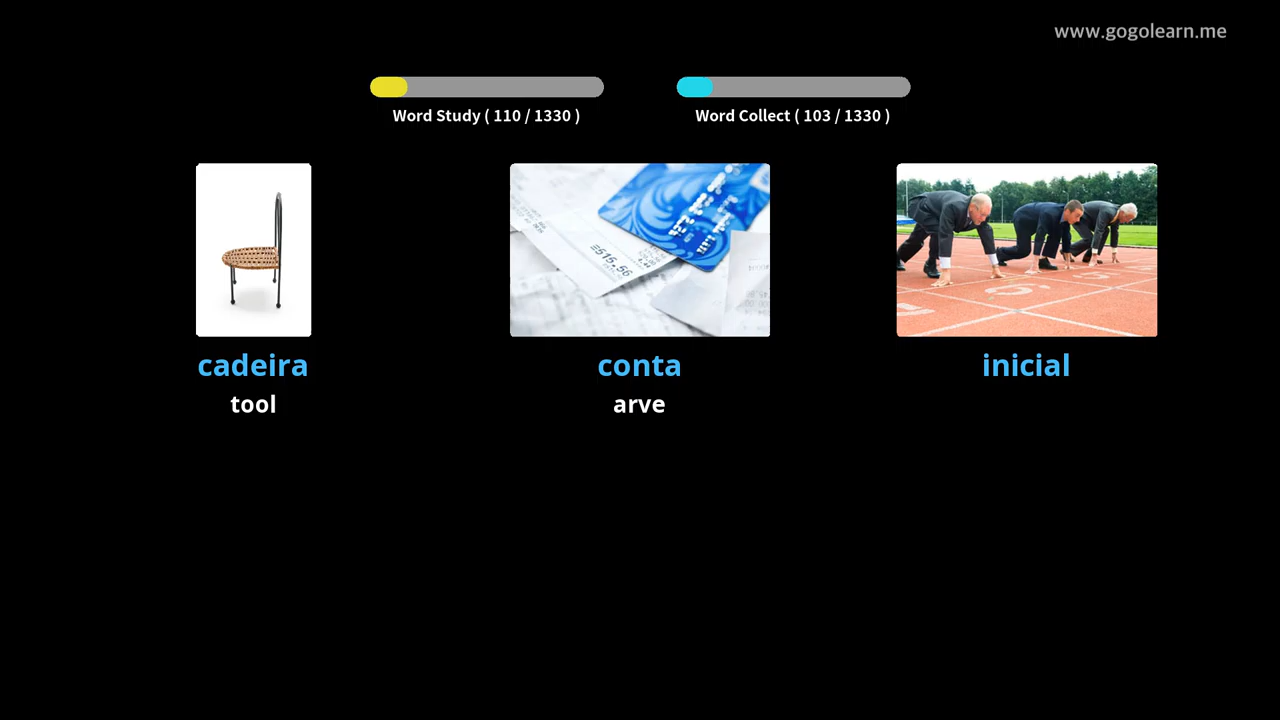 www.gogolearn.me
Word Study ( 110 / 1330 )
Word Collect ( 103 / 1330 )
cadeira
tool
conta
arve
inicial